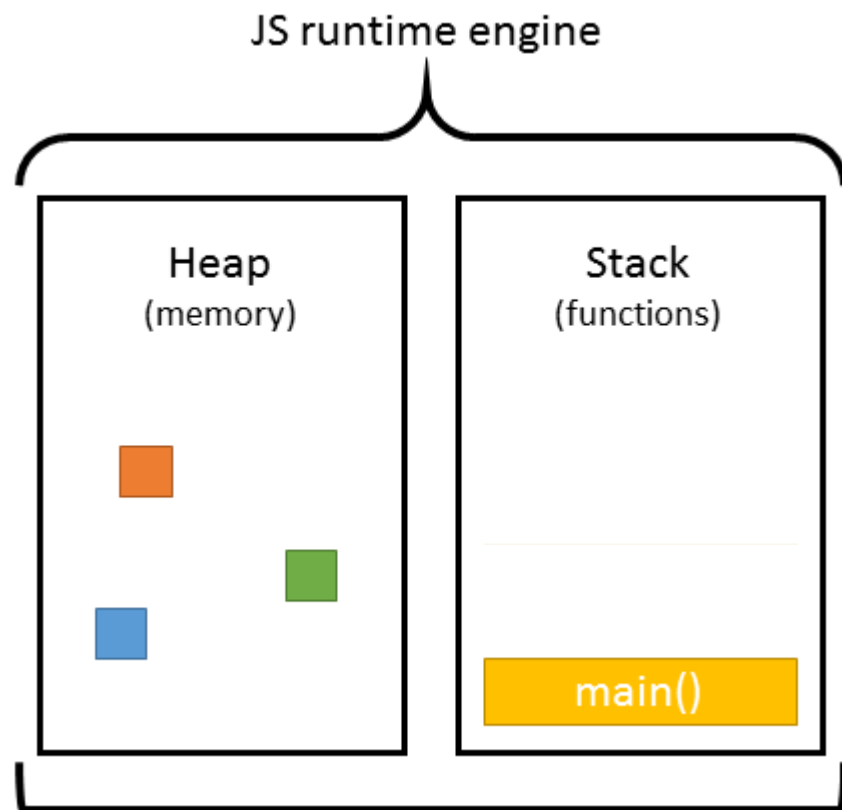 JS runtime engine
Heap
(memory)
Stack
(functions)
main()